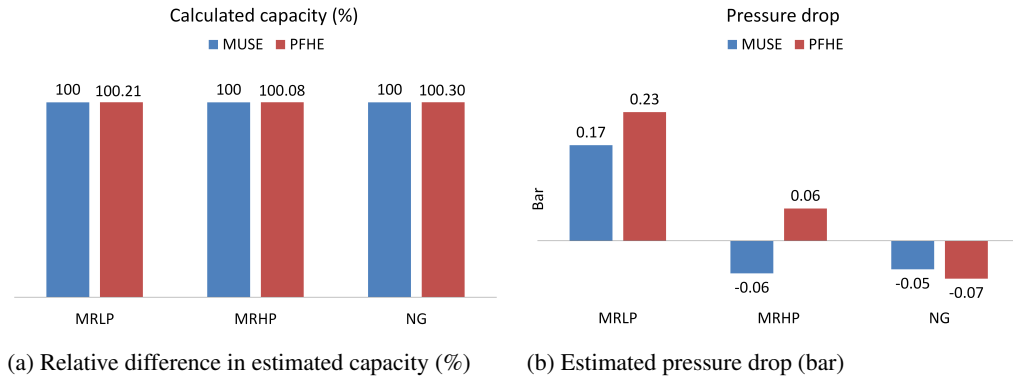 Calculated capacity (%)
MUSE PFHE
100 100.21 100 100.08 100 100.30
MRLP MRHP NG
(a) Relative difference in estimated capacity (%)
Pressure drop
MUSE PFHE
Bar
0.17 0.23 -0.06 0.06 -0.05 -0.07
MRLP MRHP NG
(b) Estimated pressure drop (bar)